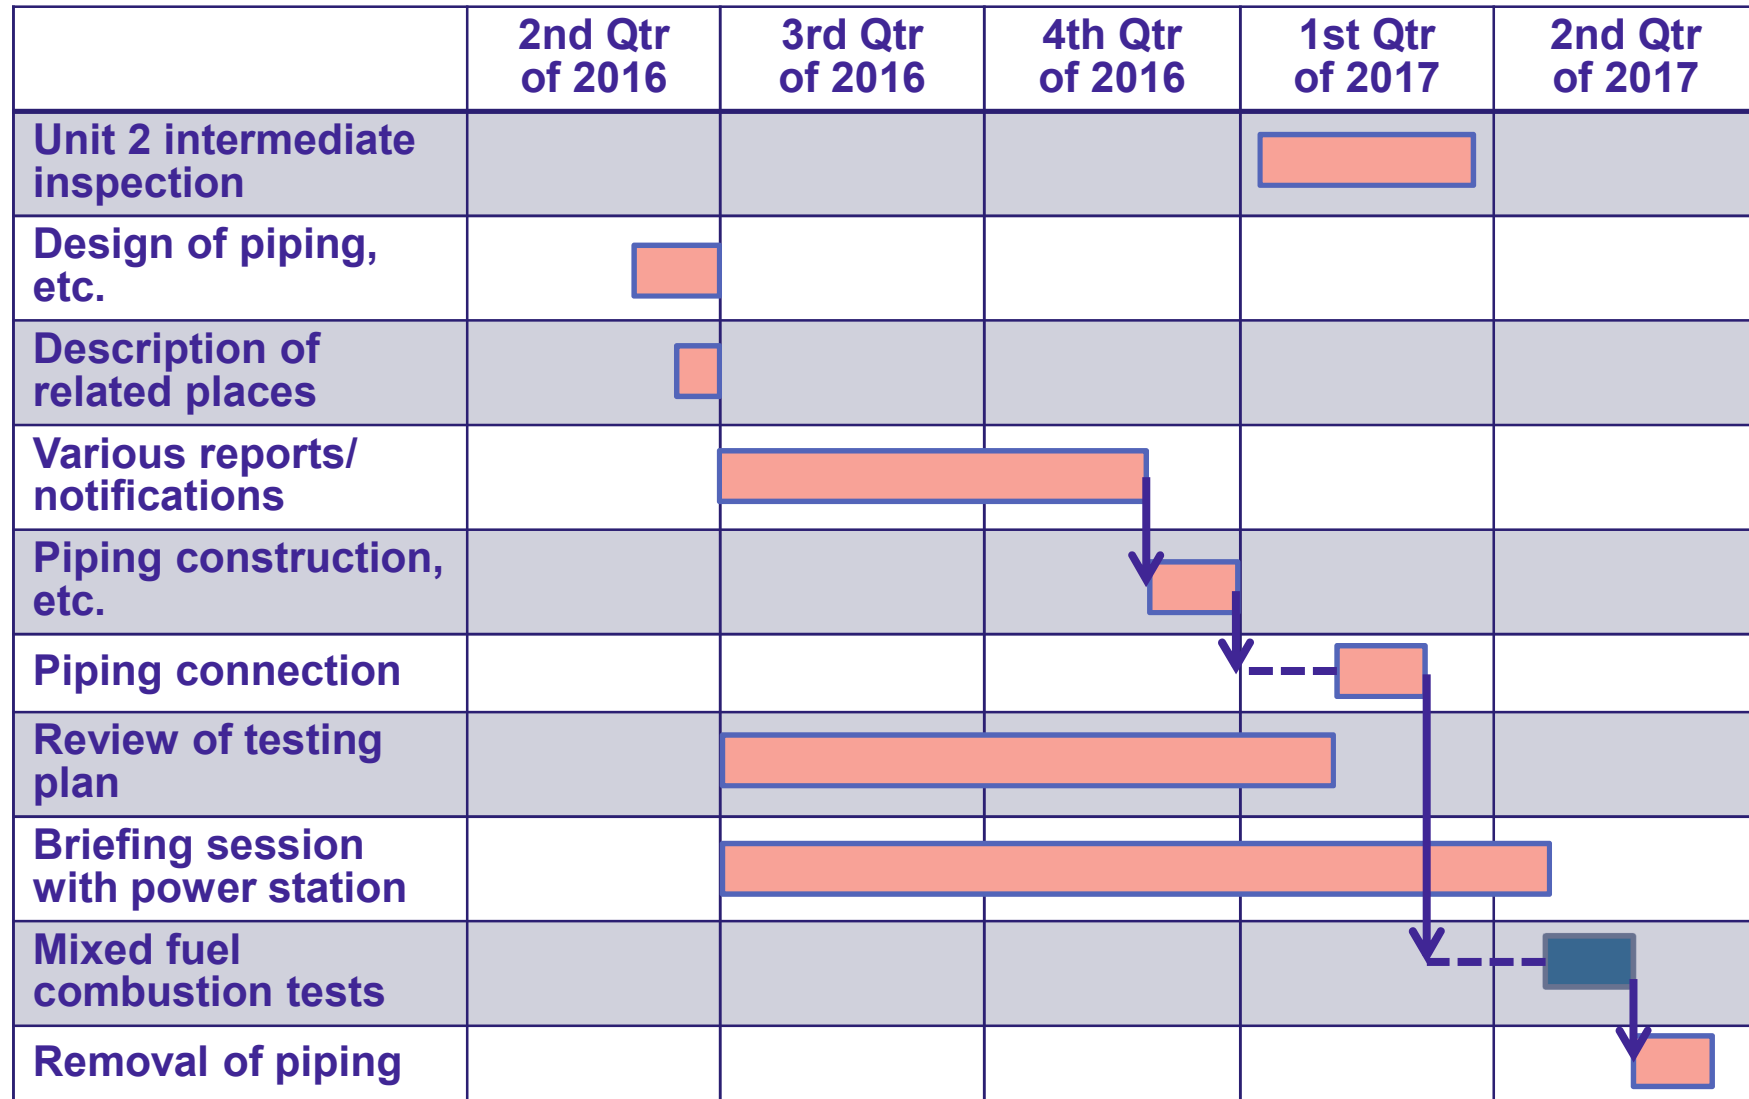 2nd Qtr
of 2016
3rd Qtr
of 2016
4th Qtr
of 2016
1st Qtr
of 2017
2nd Qtr
of 2017
Unit 2 intermediate
inspection
Design of piping,
etc.
Description of
related places
Various reports/
notifications
Piping construction,
etc.
Piping connection
Review of testing
plan
Briefing session
with power station
Mixed fuel
combustion tests
Removal of piping